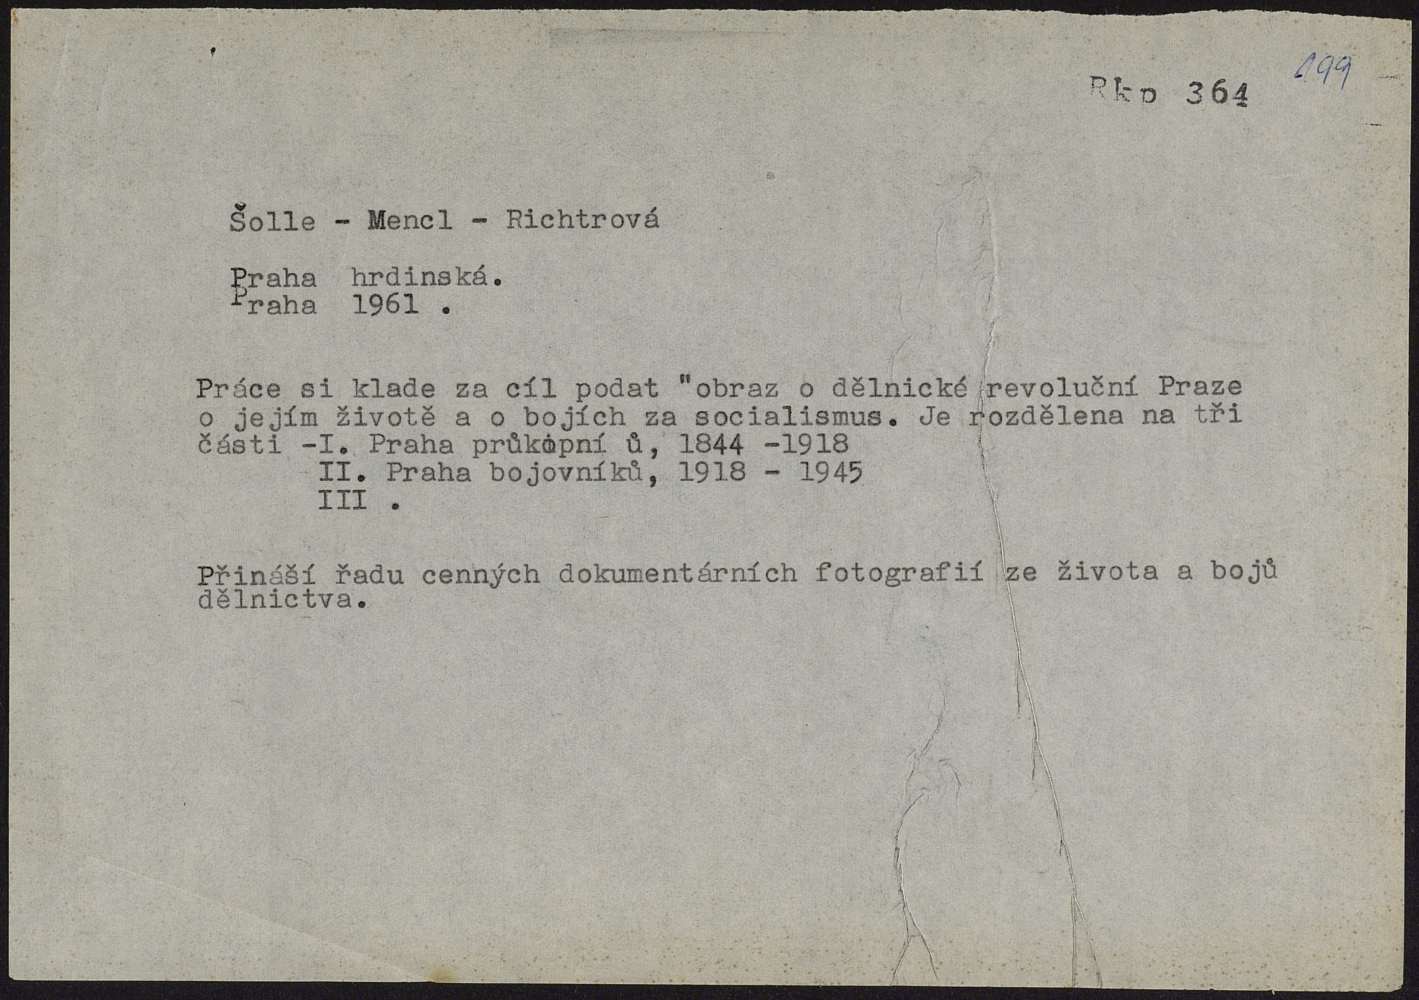 199
Rkp 364
Šolle - Mencl - Richtrová
Praha hrdinská.
Praha 1961 .
Práce si klade za cíl podat "obraz o dělnické revoluční Praze
o jejím životě a o bojích za socialismus. Je rozdělena na tři
části -I. Praha průkopní ů, 1844 -1918
II. Praha bojovníků, 1918 - 1945
III .
Přináší řadu cenných dokumentárních fotografií ze života a bojů
dělnictva.